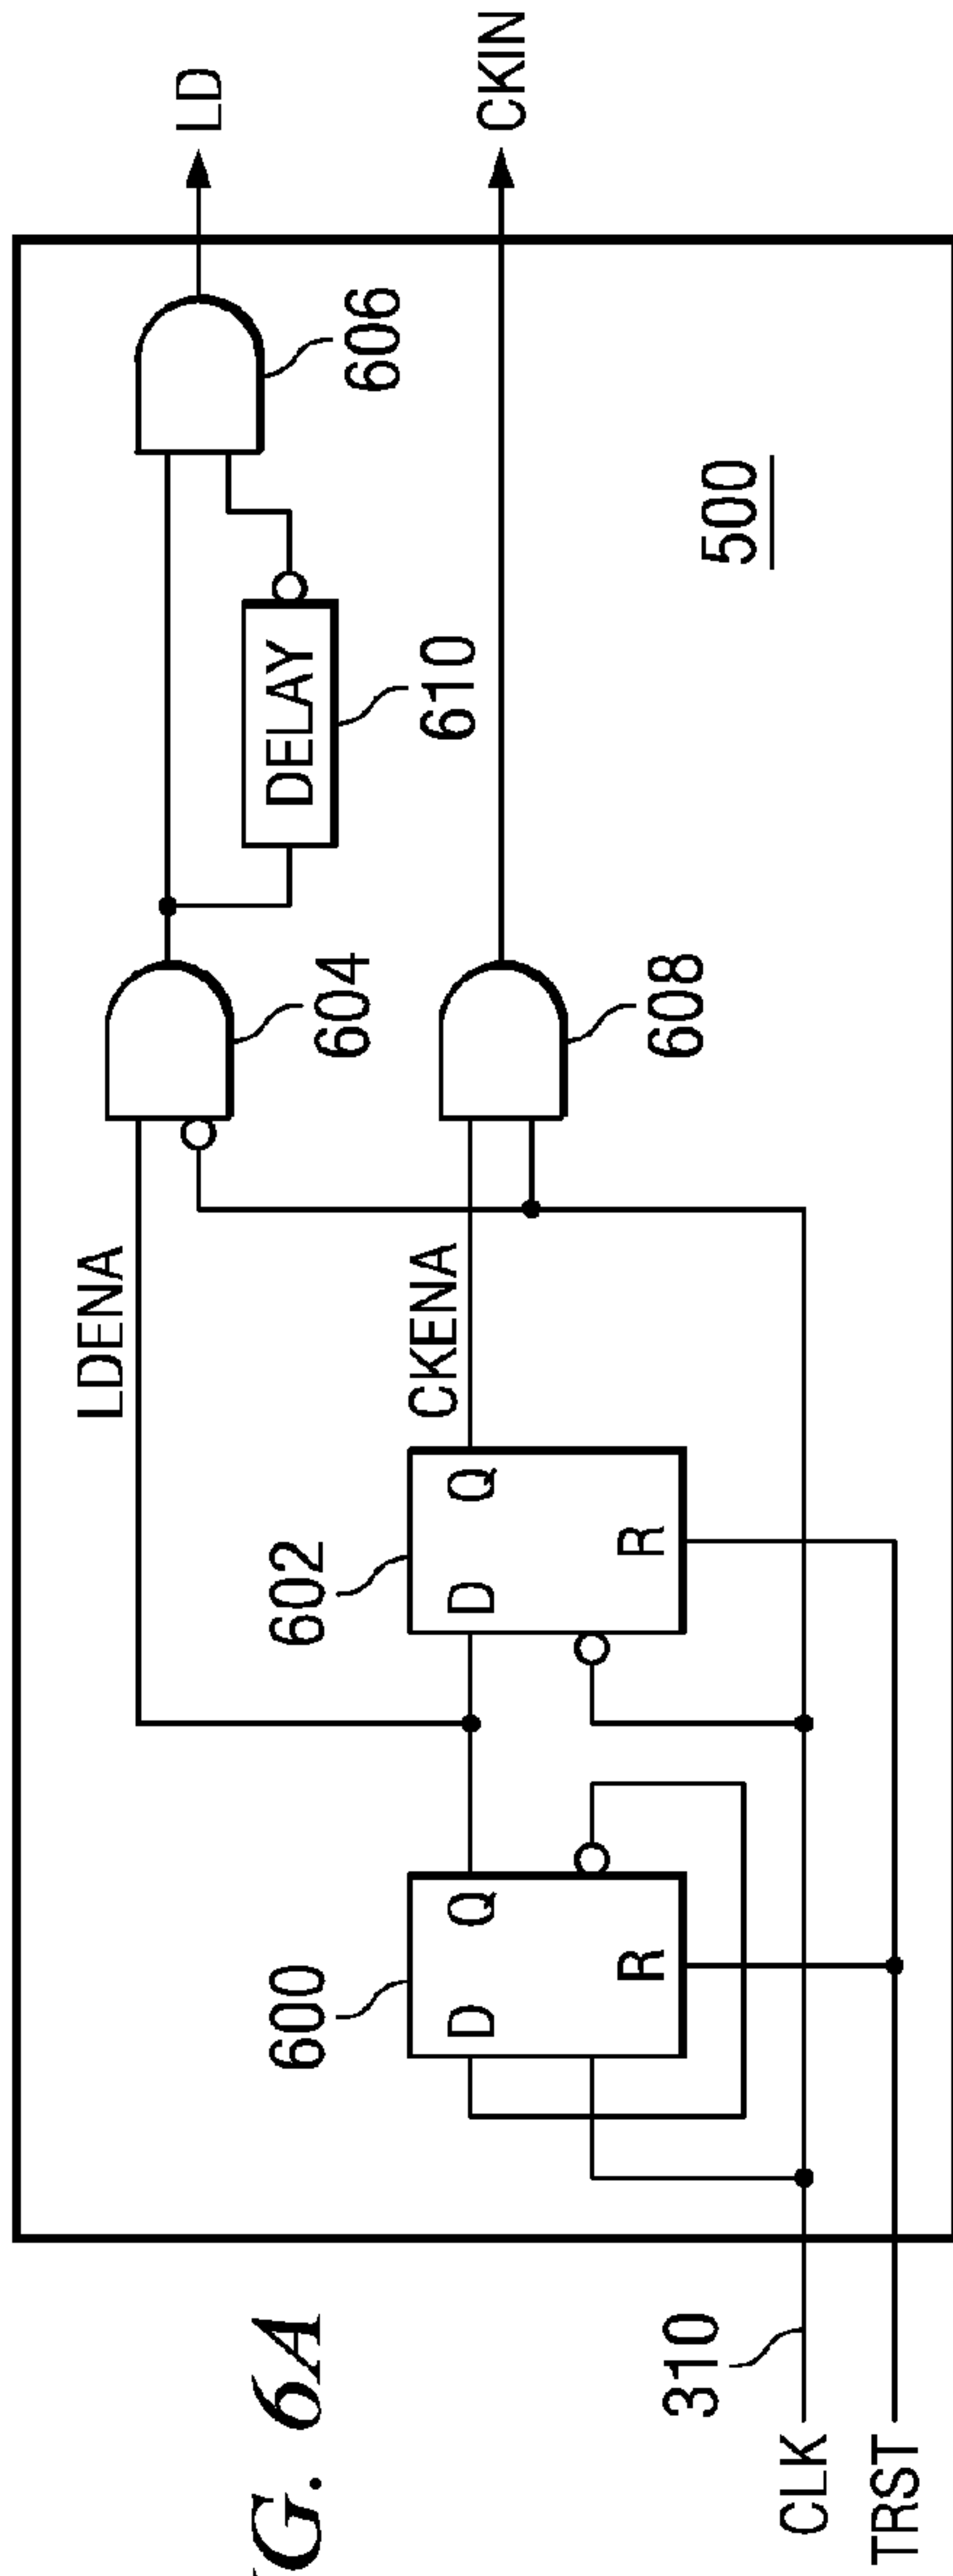 LD
CKIN
606
500
DELAY
610
604
608
LDENA
CKENA
602
D
Q
R
600
D
Q
R
310
CLK
TRST
G. 6A